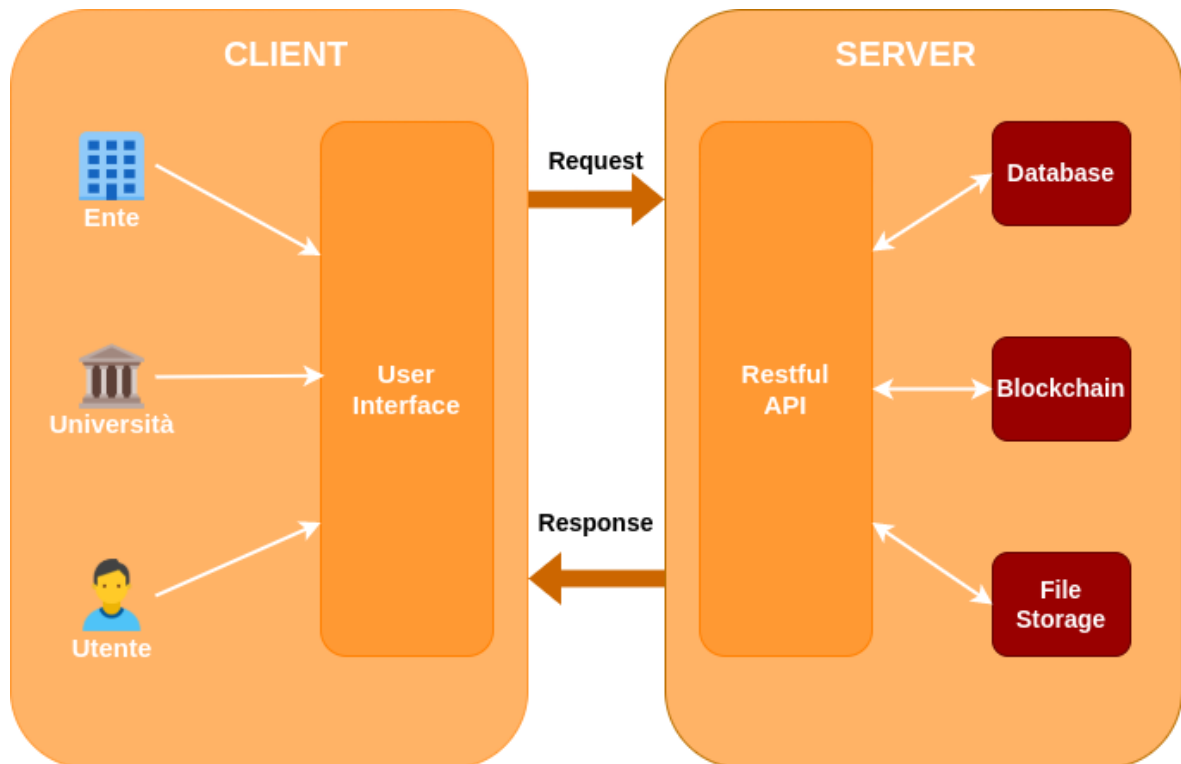 CLIENT
Ente
Università
Utente
User
Interface
Request
Response
SERVER
Restful
API
Database
Blockchain
File
Storage